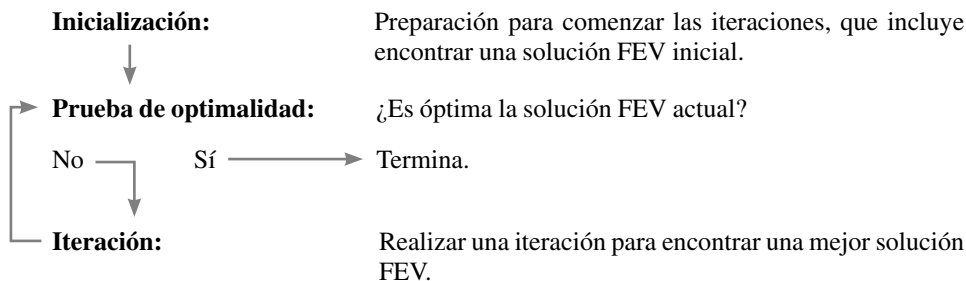 Inicialización: Preparación para comenzar las iteraciones, que incluye
encontrar una solución FEV inicial.
Prueba de optimalidad: ¿Es óptima la solución FEV actual?
No Sí Termina.
Iteración: Realizar una iteración para encontrar una mejor solución
FEV.